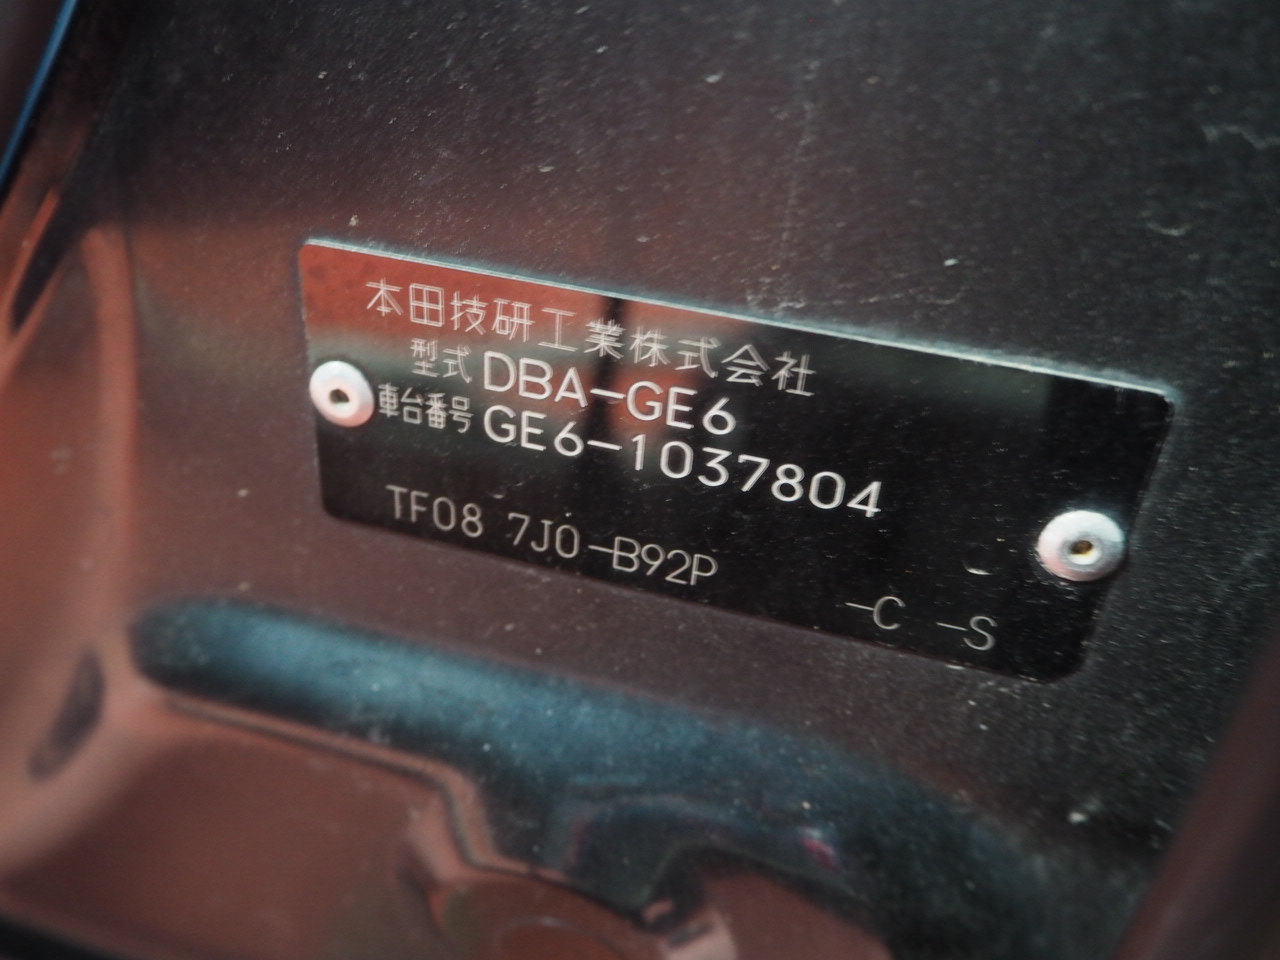 本田技研工業株式会社
型式 DBA-GE6
車台番号 GE6-1037804
TF08 7J0-B92P
-C -S